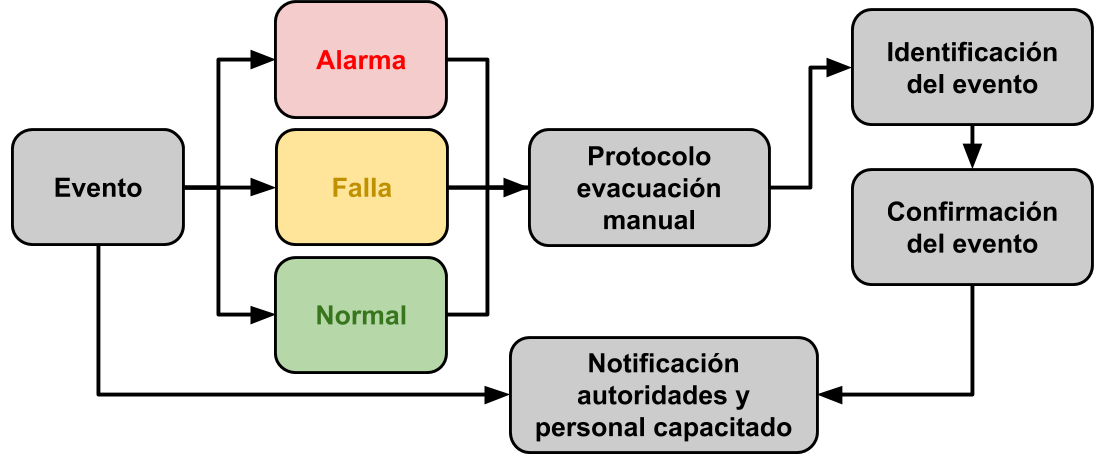 Evento
Alarma
Falla
Normal
Protocolo
evacuación
manual
Identificación
del evento
Confirmación
del evento
Notificación
autoridades y
personal capacitado